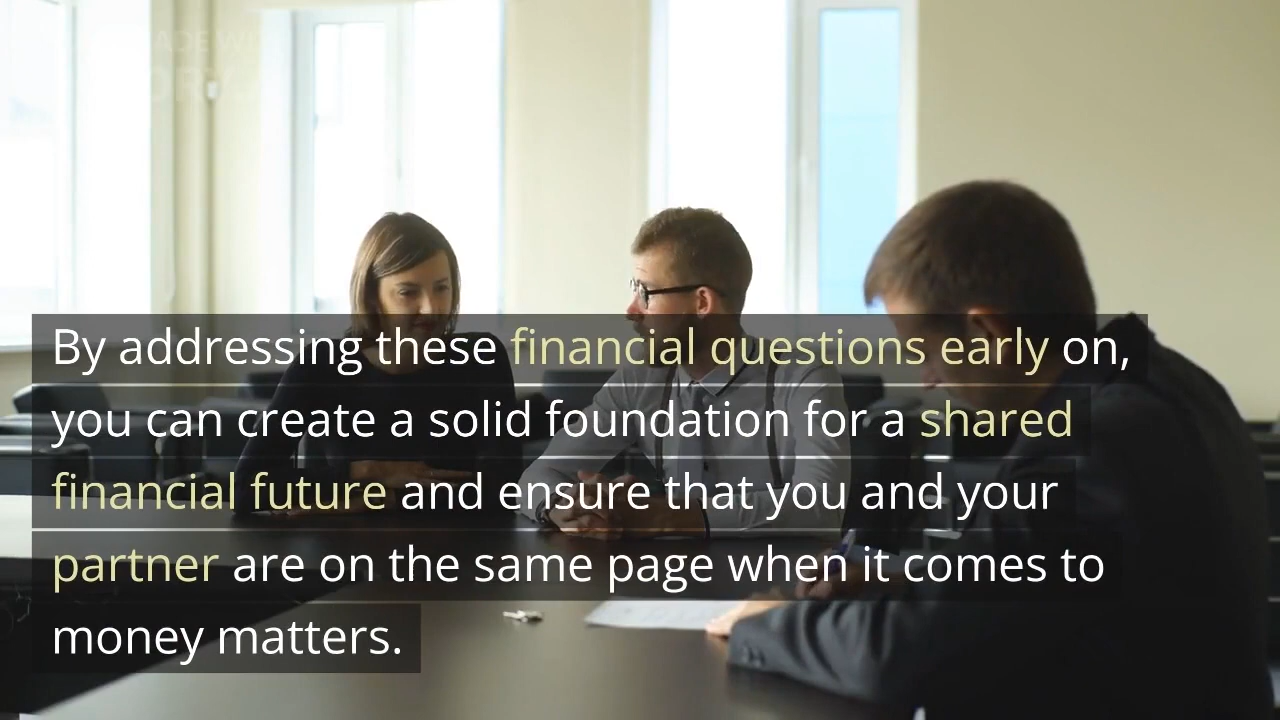 By addressing these financial questions early on,
you can create a solid foundation for a shared
financial future and ensure that you and your
partner are on the same page when it comes to
money matters.